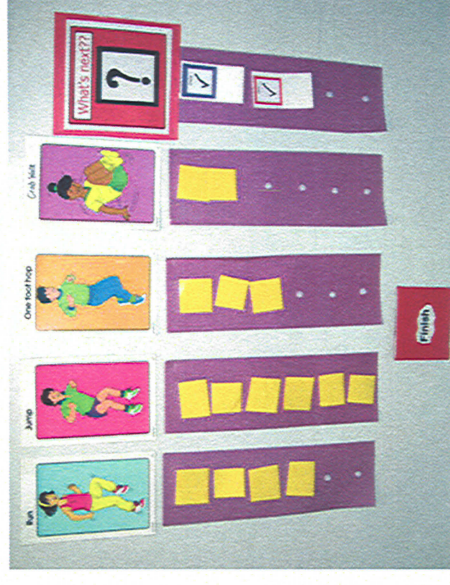 What's next??
?
Crab Walk
One foot hop
Jump
Run
Finish